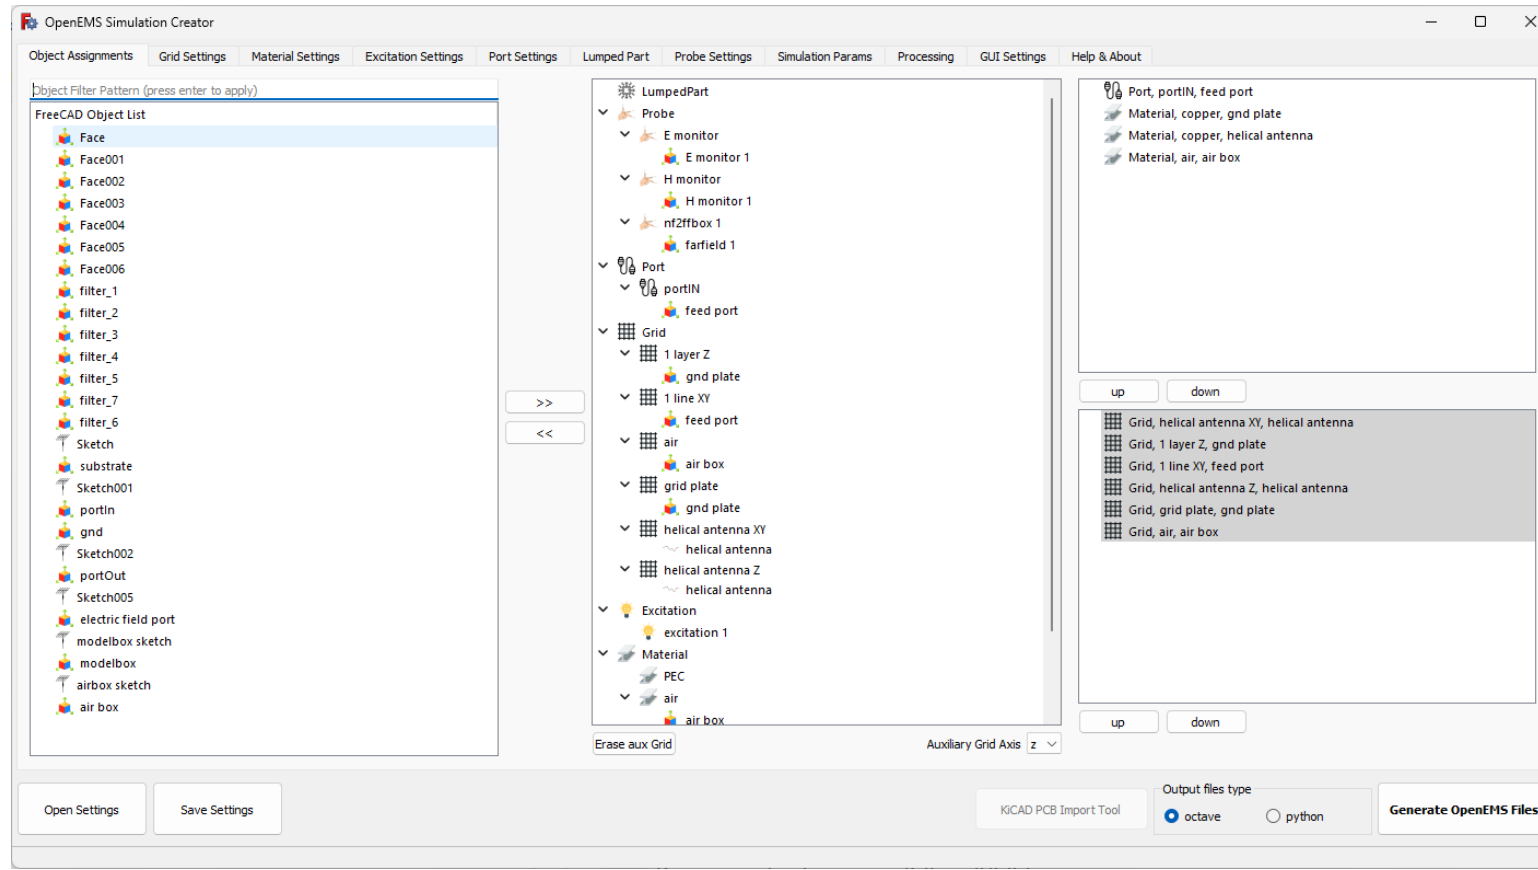 OpenEMS Simulation Creator
Object Assignments
Grid Settings
Material Settings
Excitation Settings
Port Settings
Lumped Part
Probe Settings
Simulation Params
Processing
GUI Settings
Help & About
Object Filter Pattern (press enter to apply)
FreeCAD Object List
Face
Face001
Face002
Face003
Face004
Face005
Face006
filter_1
filter_2
filter_3
filter_4
filter_5
filter_7
filter_6
Sketch
substrate
Sketch001
portIn
gnd
Sketch002
portOut
Sketch005
electric field port
modelbox sketch
modelbox
airbox sketch
air box
>>
<<
LumpedPart
Probe
E monitor
E monitor 1
H monitor
H monitor 1
nf2ffbox 1
farfield 1
Port
portIN
feed port
Grid
1 layer Z
gnd plate
1 line XY
feed port
air
air box
grid plate
gnd plate
helical antenna XY
helical antenna
helical antenna Z
helical antenna
Excitation
excitation 1
Material
PEC
air
air box
Erase aux Grid
Auxiliary Grid Axis
z
Port, portIN, feed port
Material, copper, gnd plate
Material, copper, helical antenna
Material, air, air box
up
down
Grid, helical antenna XY, helical antenna
Grid, 1 layer Z, gnd plate
Grid, 1 line XY, feed port
Grid, helical antenna Z, helical antenna
Grid, grid plate, gnd plate
Grid, air, air box
up
down
Open Settings
Save Settings
KiCAD PCB Import Tool
Output files type
octave
python
Generate OpenEMS Files